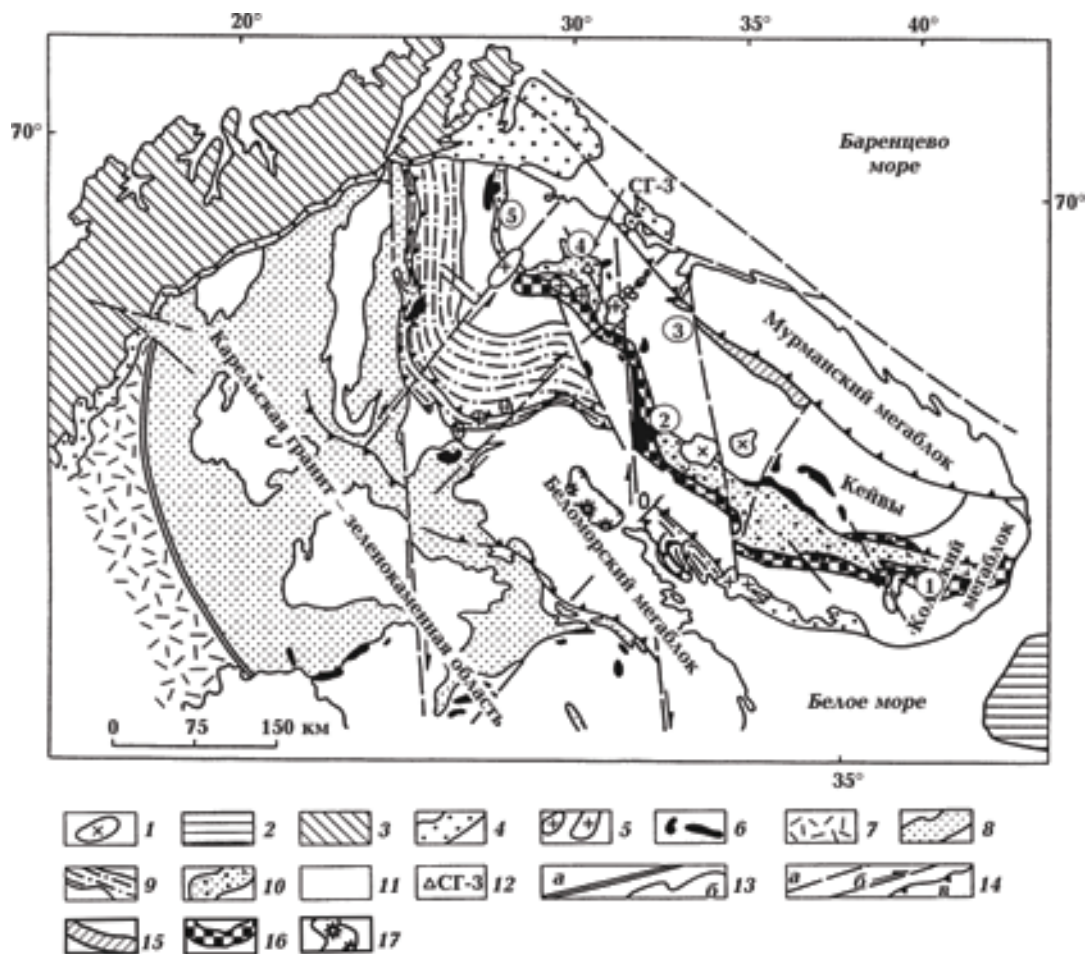 20° 30° 35° 40°
70°
Баренцево
море
70°
СГ-3
5
4
3
2
1
Мурманский мегаблок
Кейвы
Кольский
мегаблок
Беломорский мегаблок
Карельская гранит – зеленокаменная область
Белое море
0 75 150 км
35°
1 2 3 4 5 6 7 8
9 10 11 ΔСГ-3 12 а б 13 а б в 14
15 16 17